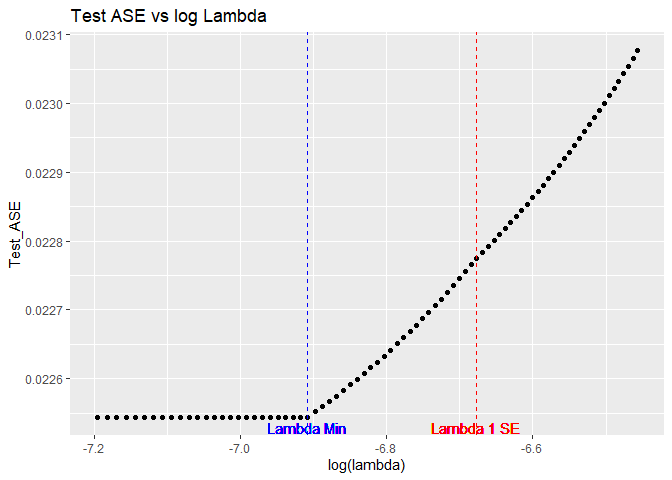 Test ASE vs log Lambda
0.0231
0.0230
0.0229
0.0228
0.0227
0.0226
Test_ASE
Lambda Min
Lambda 1 SE
-7.2
-7.0
-6.8
-6.6
log(lambda)